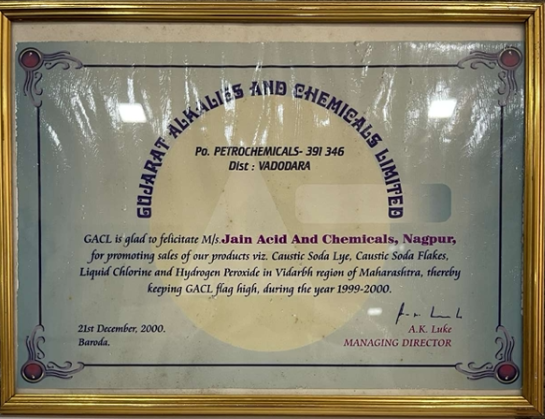 GUJARAT ALKALIES AND CHEMICALS LIMITED
Po. PETROCHEMICALS- 391 346
Dist : VADODARA
GACL is glad to felicitate M/s.Jain Acid And Chemicals, Nagpur,
for promoting sales of our products viz. Caustic Soda Lye, Caustic Soda Flakes,
Liquid Chlorine and Hydrogen Peroxide in Vidarbh region of Maharashtra, thereby
keeping GACL flag high, during the year 1999-2000.
21st December, 2000.
Baroda.
A.K. Luke
MANAGING DIRECTOR